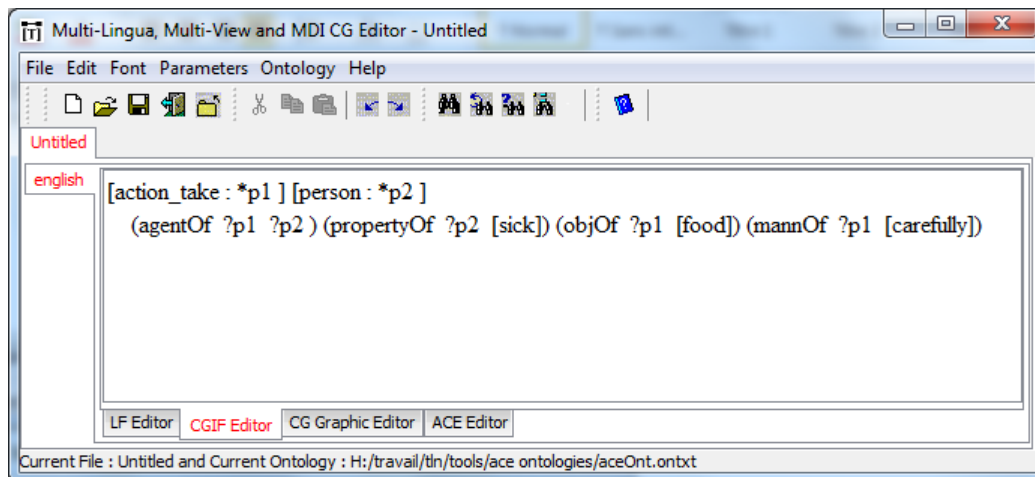 Multi-Lingua, Multi-View and MDI CG Editor - Untitled
File Edit Font Parameters Ontology Help
Untitled
english
[action_take : *p1 ] [person : *p2 ]
(agentOf ?p1 ?p2 ) (propertyOf ?p2 [sick]) (objOf ?p1 [food]) (mannOf ?p1 [carefully])
LF Editor CGIF Editor CG Graphic Editor ACE Editor
Current File : Untitled and Current Ontology : H:/travail/tln/tools/ace ontologies/aceOnt.ontxt